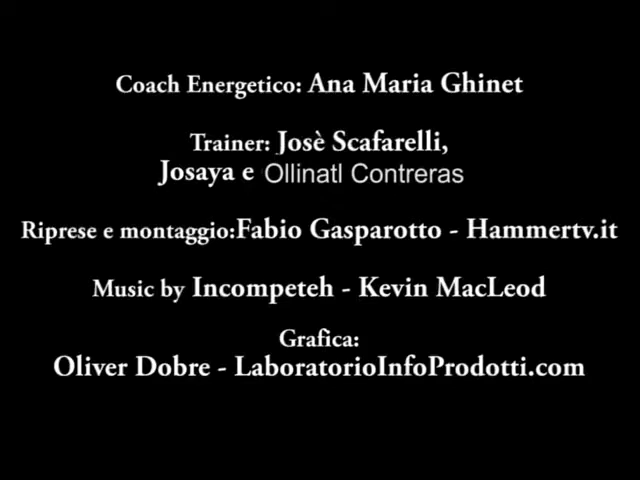 Coach Energetico: Ana Maria Ghinet
Trainer: Josè Scafarelli,
Josaya e Ollinatl Contreras
Riprese e montaggio:Fabio Gasparotto - Hammertv.it
Music by Incompeteh - Kevin MacLeod
Grafica:
Oliver Dobre - LaboratorioInfoProdotti.com